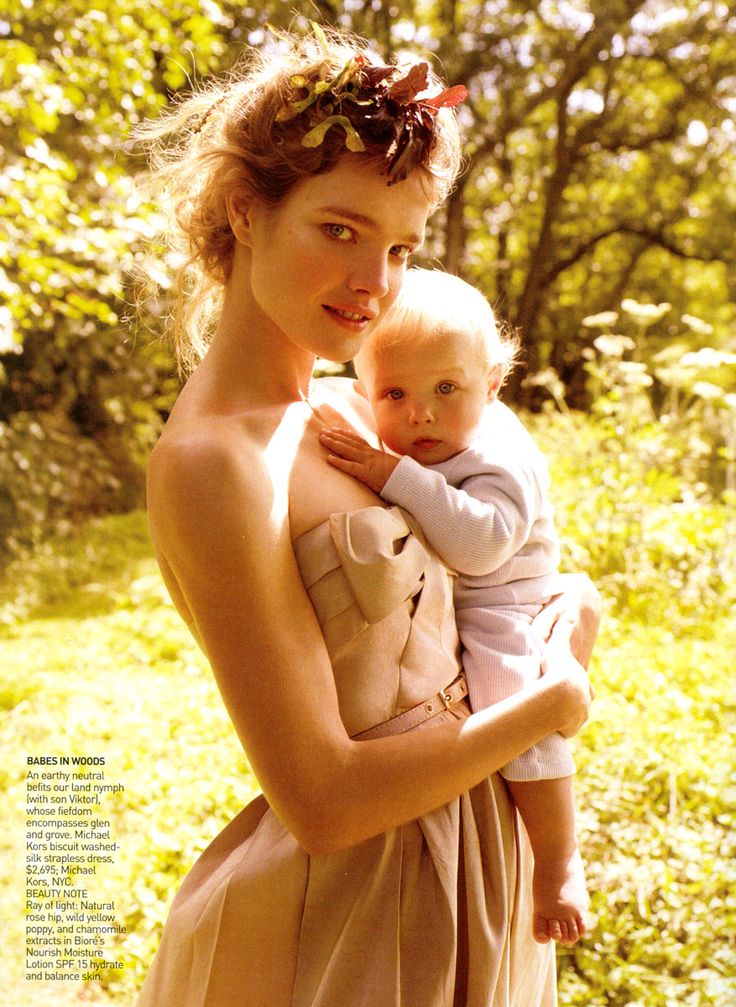 BABES IN WOODS
An earthy neutral
befits our land nymph
(with son Viktor),
whose fiefdom
encompasses glen
and grove. Michael
Kors biscuit washed-
silk strapless dress,
$2,695; Michael
Kors, NYC.
BEAUTY NOTE
Ray of light: Natural
rose hip, wild yellow
poppy, and chamomile
extracts in Bioré's
Nourish Moisture
Lotion SPF 15 hydrate
and balance skin.